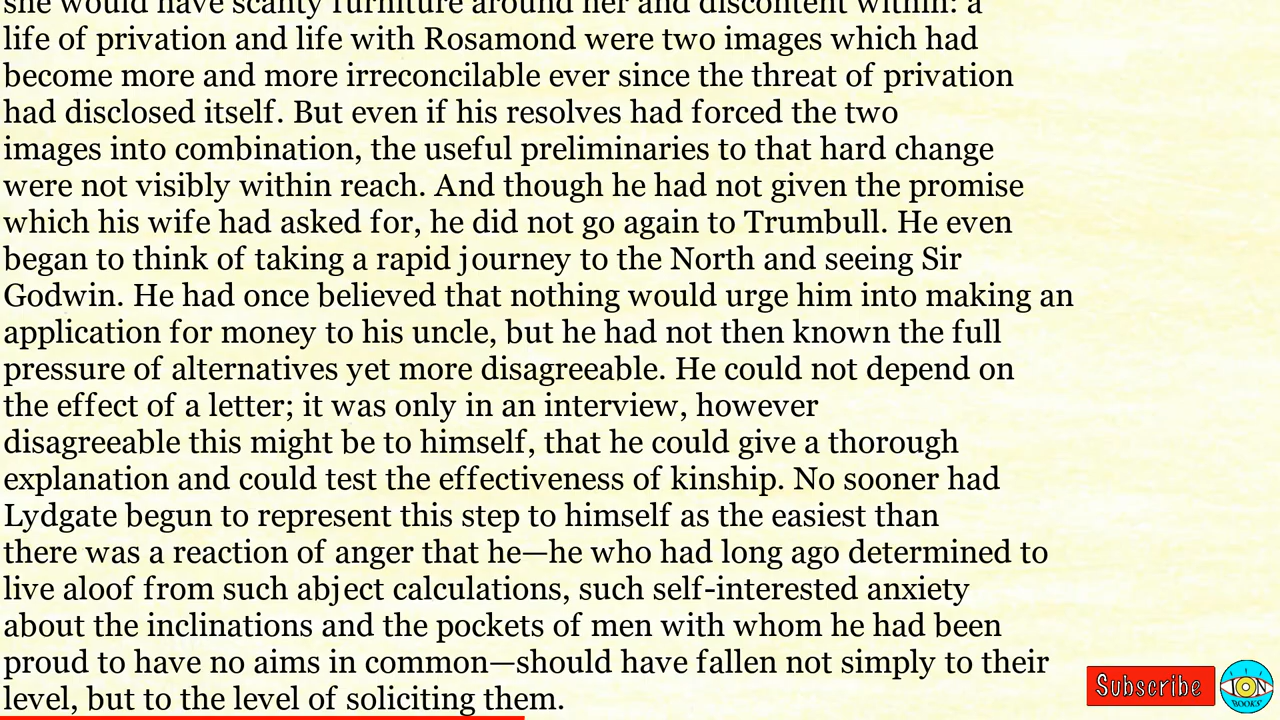 she would have scanty furniture around her and discontent within: a
life of privation and life with Rosamond were two images which had
become more and more irreconcilable ever since the threat of privation
had disclosed itself. But even if his resolves had forced the two
images into combination, the useful preliminaries to that hard change
were not visibly within reach. And though he had not given the promise
which his wife had asked for, he did not go again to Trumbull. He even
began to think of taking a rapid journey to the North and seeing Sir
Godwin. He had once believed that nothing would urge him into making an
application for money to his uncle, but he had not then known the full
pressure of alternatives yet more disagreeable. He could not depend on
the effect of a letter; it was only in an interview, however
disagreeable this might be to himself, that he could give a thorough
explanation and could test the effectiveness of kinship. No sooner had
Lydgate begun to represent this step to himself as the easiest than
there was a reaction of anger that he—he who had long ago determined to
live aloof from such abject calculations, such self-interested anxiety
about the inclinations and the pockets of men with whom he had been
proud to have no aims in common—should have fallen not simply to their
level, but to the level of soliciting them.
Subscribe
ION
BOOKS